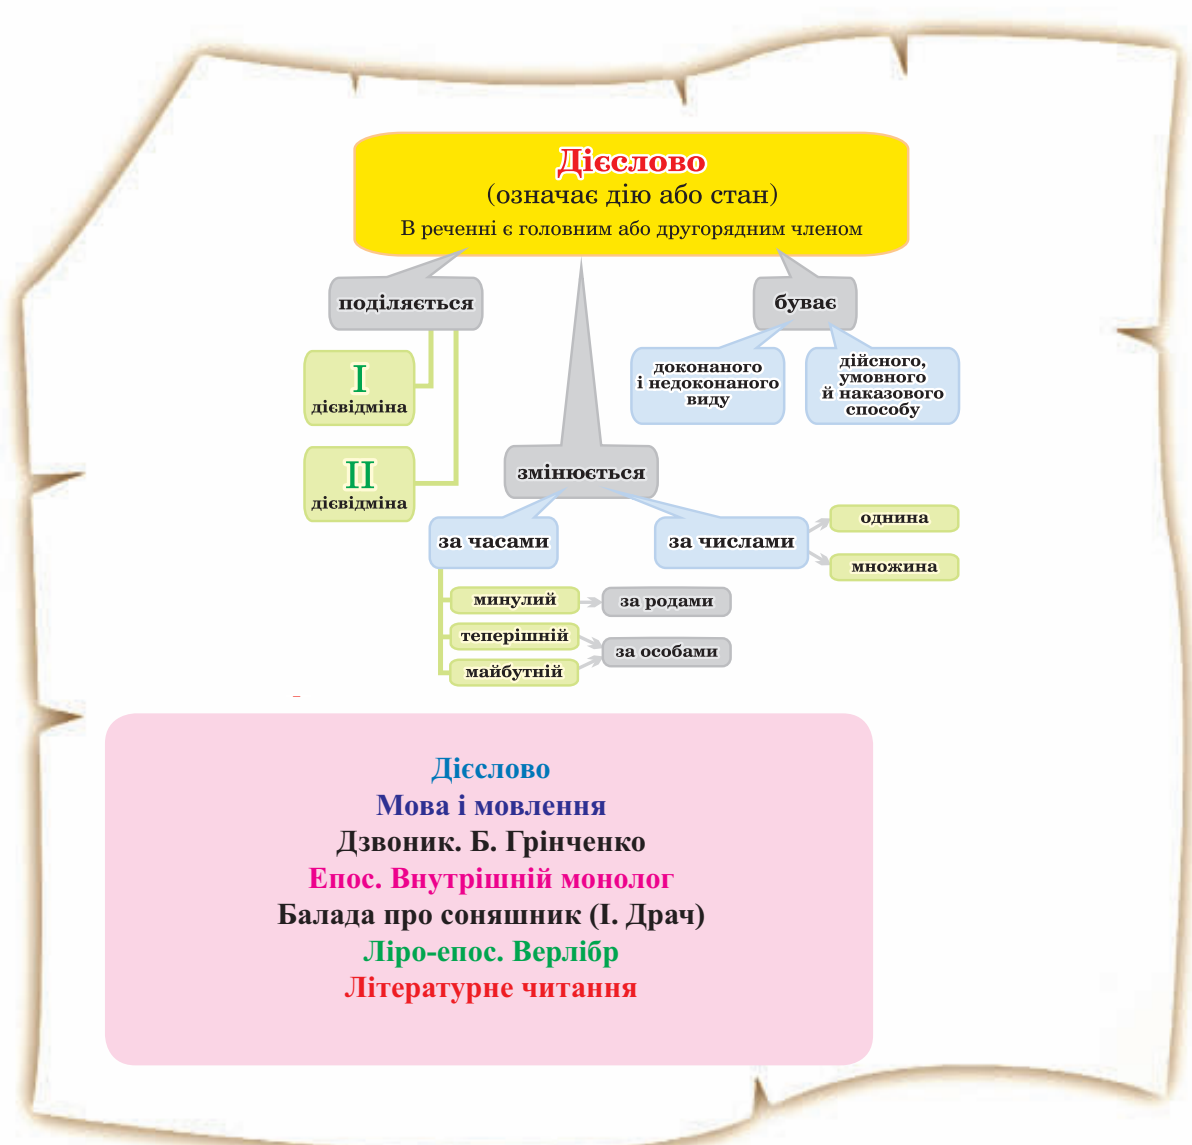 Дієслово
(означає дію або стан)
В реченні є головним або другорядним членом
поділяється
буває
І
дієвідміна
ІІ
дієвідміна
доконаного
і недоконаного
виду
дійсного,
умовного
й наказового
способу
змінюється
за часами
за числами
однина
множина
минулий
за родами
теперішній
за особами
майбутній
Дієслово
Мова і мовлення
Дзвоник. Б. Грінченко
Епос. Внутрішній монолог
Балада про соняшник (І. Драч)
Ліро-епос. Верлібр
Літературне читання